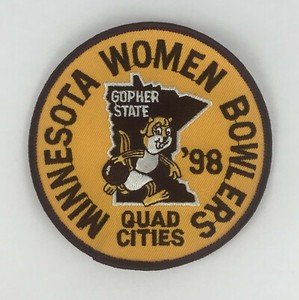 MINNESOTA WOMEN BOWLERS
GOPHER
STATE
'98
QUAD
CITIES